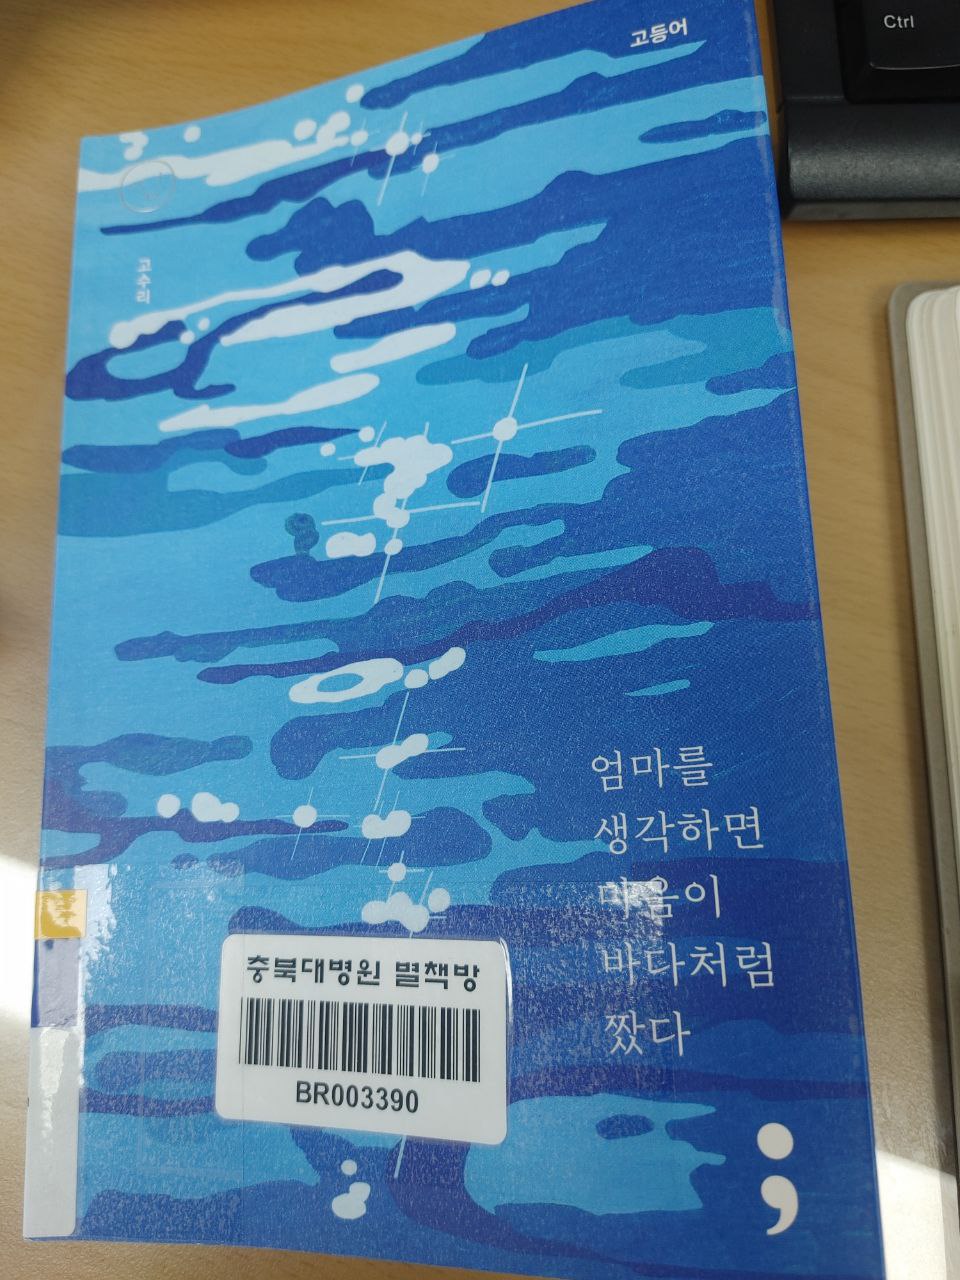 고등어
고수리
엄마를
생각하면
마음이
바다처럼
짰다
;
충북대병원 별책방
BR003390
Ctrl